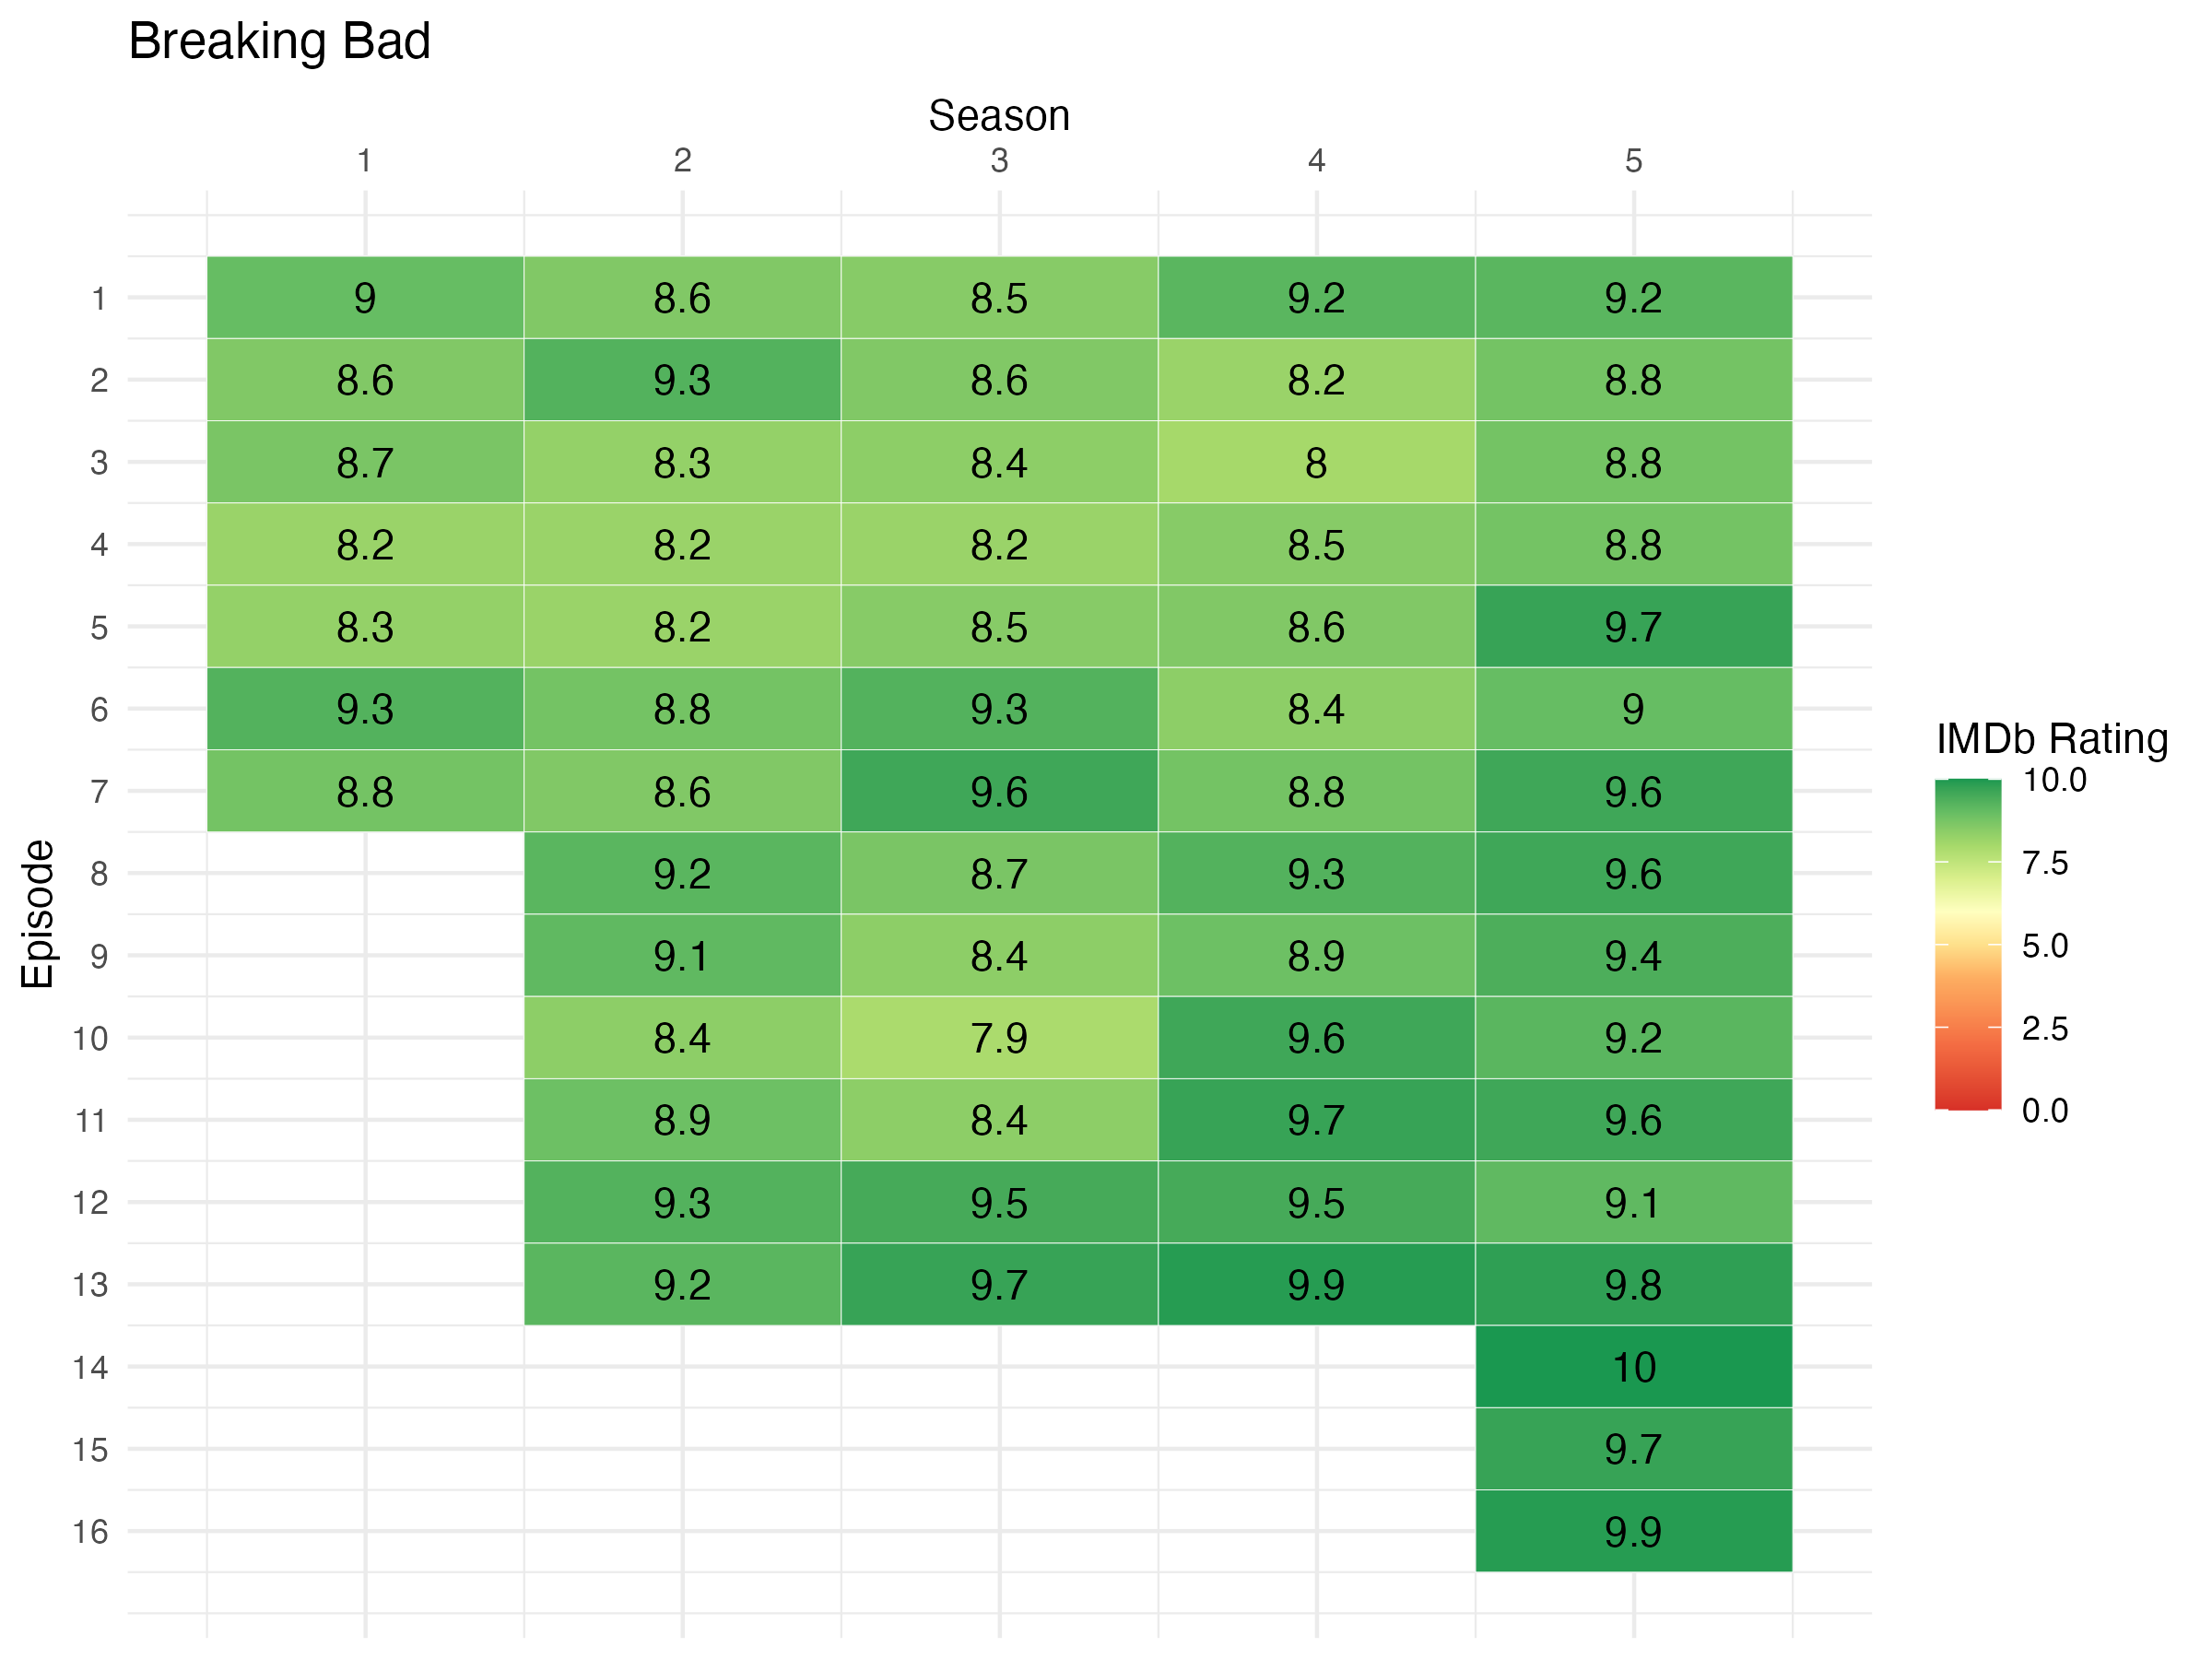 Breaking Bad
Season
1 2 3 4 5
1 9 8.6 8.5 9.2 9.2
2 8.6 9.3 8.6 8.2 8.8
3 8.7 8.3 8.4 8 8.8
4 8.2 8.2 8.2 8.5 8.8
5 8.3 8.2 8.5 8.6 9.7
6 9.3 8.8 9.3 8.4 9
7 8.8 8.6 9.6 8.8 9.6
8 9.2 8.7 9.3 9.6
9 9.1 8.4 8.9 9.4
10 8.4 7.9 9.6 9.2
11 8.9 8.4 9.7 9.6
12 9.3 9.5 9.5 9.1
13 9.2 9.7 9.9 9.8
14 10
15 9.7
16 9.9
Episode
IMDb Rating
10.0
7.5
5.0
2.5
0.0